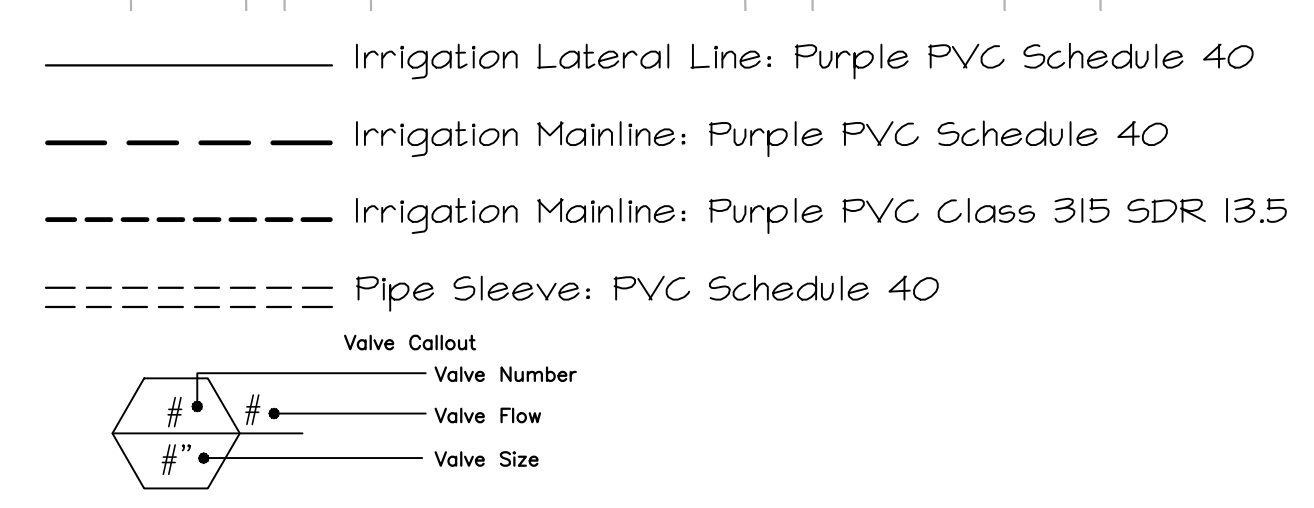 Irrigation Lateral Line: Purple PVC Schedule 40
Irrigation Mainline: Purple PVC Schedule 40
Irrigation Mainline: Purple PVC Class 315 SDR 13.5
Pipe Sleeve: PVC Schedule 40
Valve Callout
Valve Number
# # Valve Flow
#" Valve Size